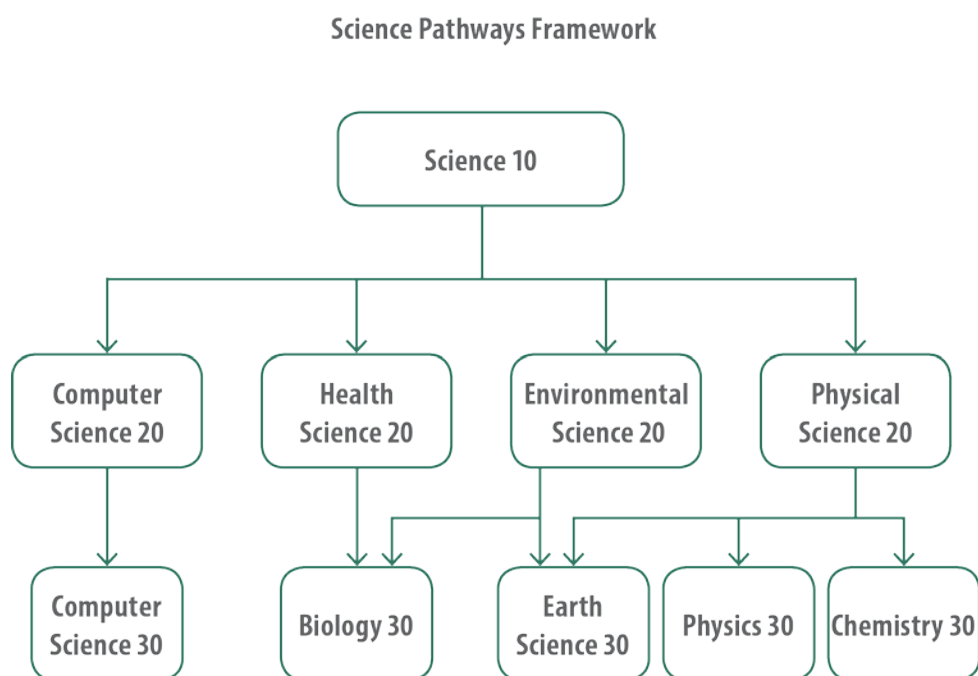 Science Pathways Framework
Science 10
Computer
Science 20
Health
Science 20
Environmental
Science 20
Physical
Science 20
Computer
Science 30
Biology 30
Earth
Science 30
Physics 30
Chemistry 30